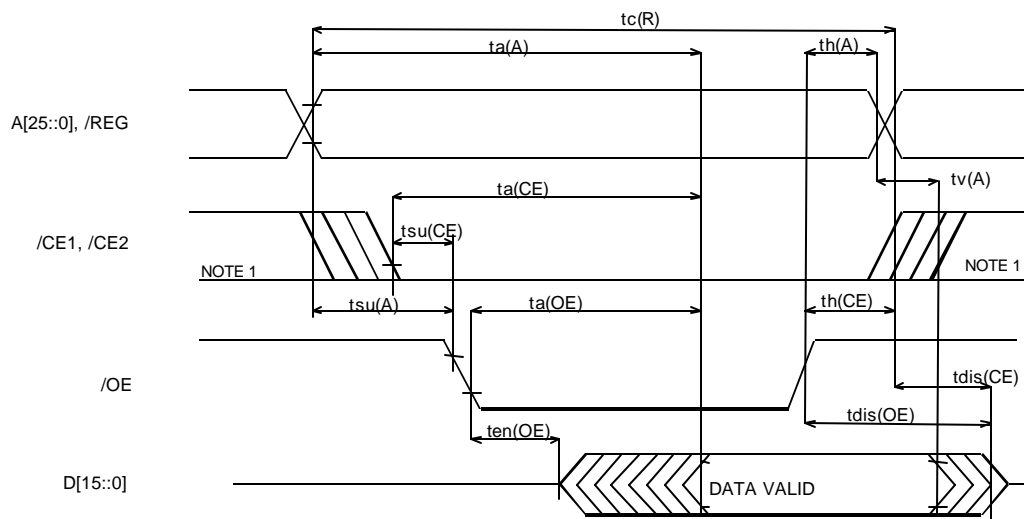 tc(R)
ta(A)
th(A)
A[25::0], /REG
ta(CE)
tv(A)
tsu(CE)
/CE1, /CE2
NOTE 1
NOTE 1
tsu(A)
ta(OE)
th(CE)
/OE
tdis(CE)
tdis(OE)
ten(OE)
D[15::0]
DATA VALID